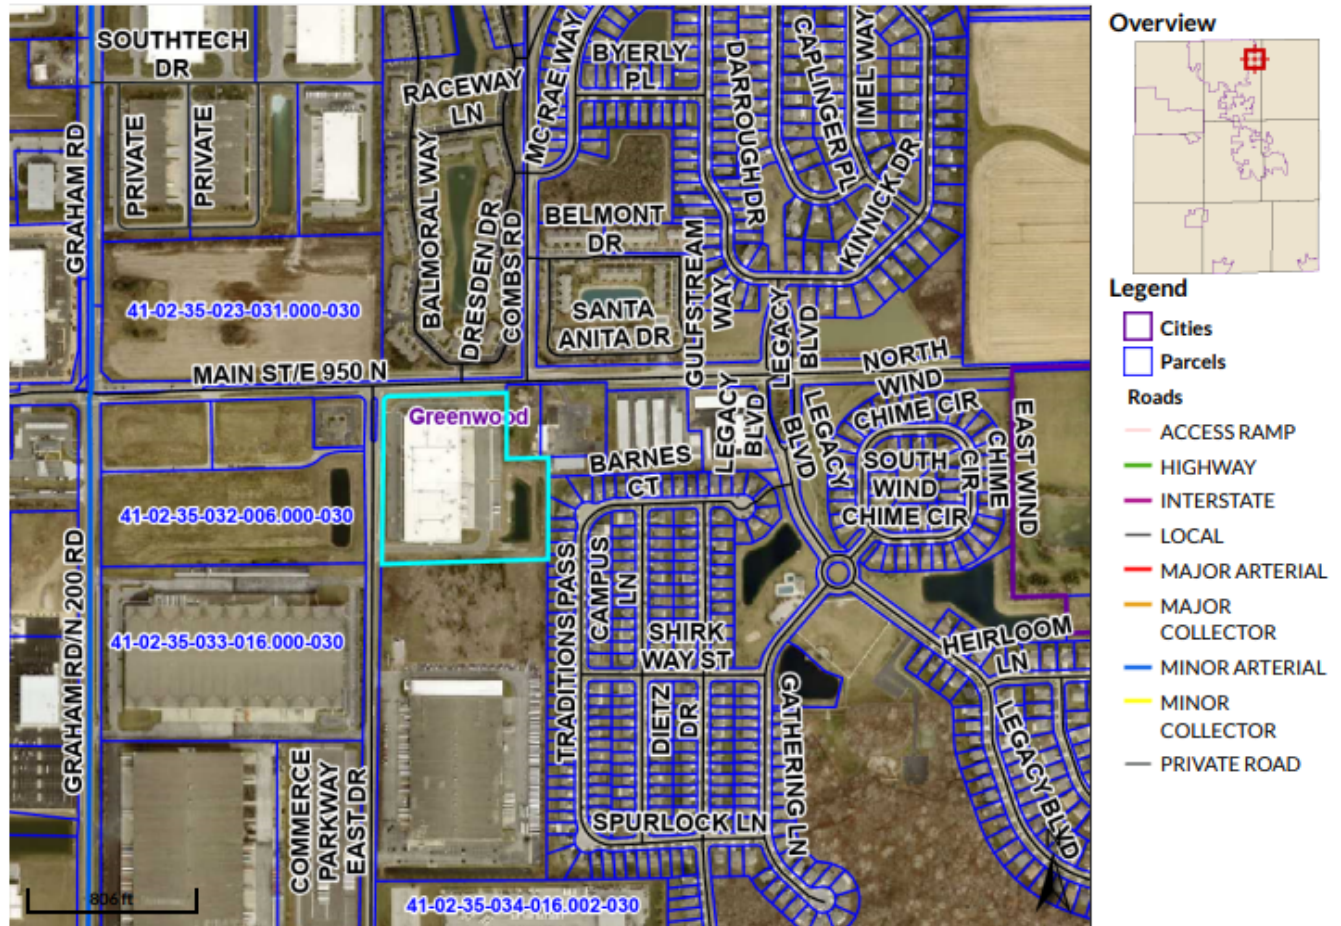 SOUTHTECH
DR
PRIVATE
PRIVATE
GRAHAM RD
RACEWAY
LN
BALMORAL WAY
DRESDEN DR
COMBS RD
MC RAE WAY
BYERLY
PL
DARROUGH DR
CAPLINGER PL
IMEL WAY
KINNICK DR
BELMONT
DR
SANTA
ANITA DR
GULFSTREAM
WAY
LEGACY
BLVD
41-02-35-023-031.000-030
MAIN ST/E 950 N
Greenwood
NORTH
WIND
CHIME CIR
LEGACY
BLVD
LEGACY
BLVD
SOUTH
WIND
CHIME CIR
EAST WIND
CHIME
CIR
BARNES
CT
41-02-35-032-006.000-030
GRAHAM RD/N 200 RD
41-02-35-033-016.000-030
TRADITIONS PASS
CAMPUS
LN
SHIRK
WAY ST
DIETZ
DR
GATHERING LN
HEIRLOOM
LN
LEGACY BLVD
SPURLOCK LN
COMMERCE
PARKWAY
EAST DR
41-02-35-034-016.002-030
806 ft
Overview
Legend
Cities
Parcels
Roads
ACCESS RAMP
HIGHWAY
INTERSTATE
LOCAL
MAJOR ARTERIAL
MAJOR
COLLECTOR
MINOR ARTERIAL
MINOR
COLLECTOR
PRIVATE ROAD